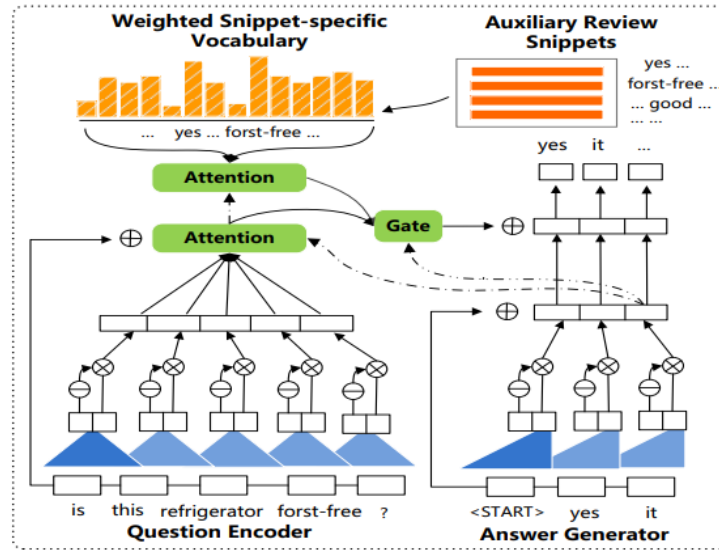 Weighted Snippet-specific
Vocabulary
Auxiliary Review
Snippets
yes ...
forst-free ...
... good ...
... ...
... yes ... forst-free ...
yes it ...
Attention
Attention
Gate
is this refrigerator forst-free ?
Question Encoder
<START> yes it
Answer Generator